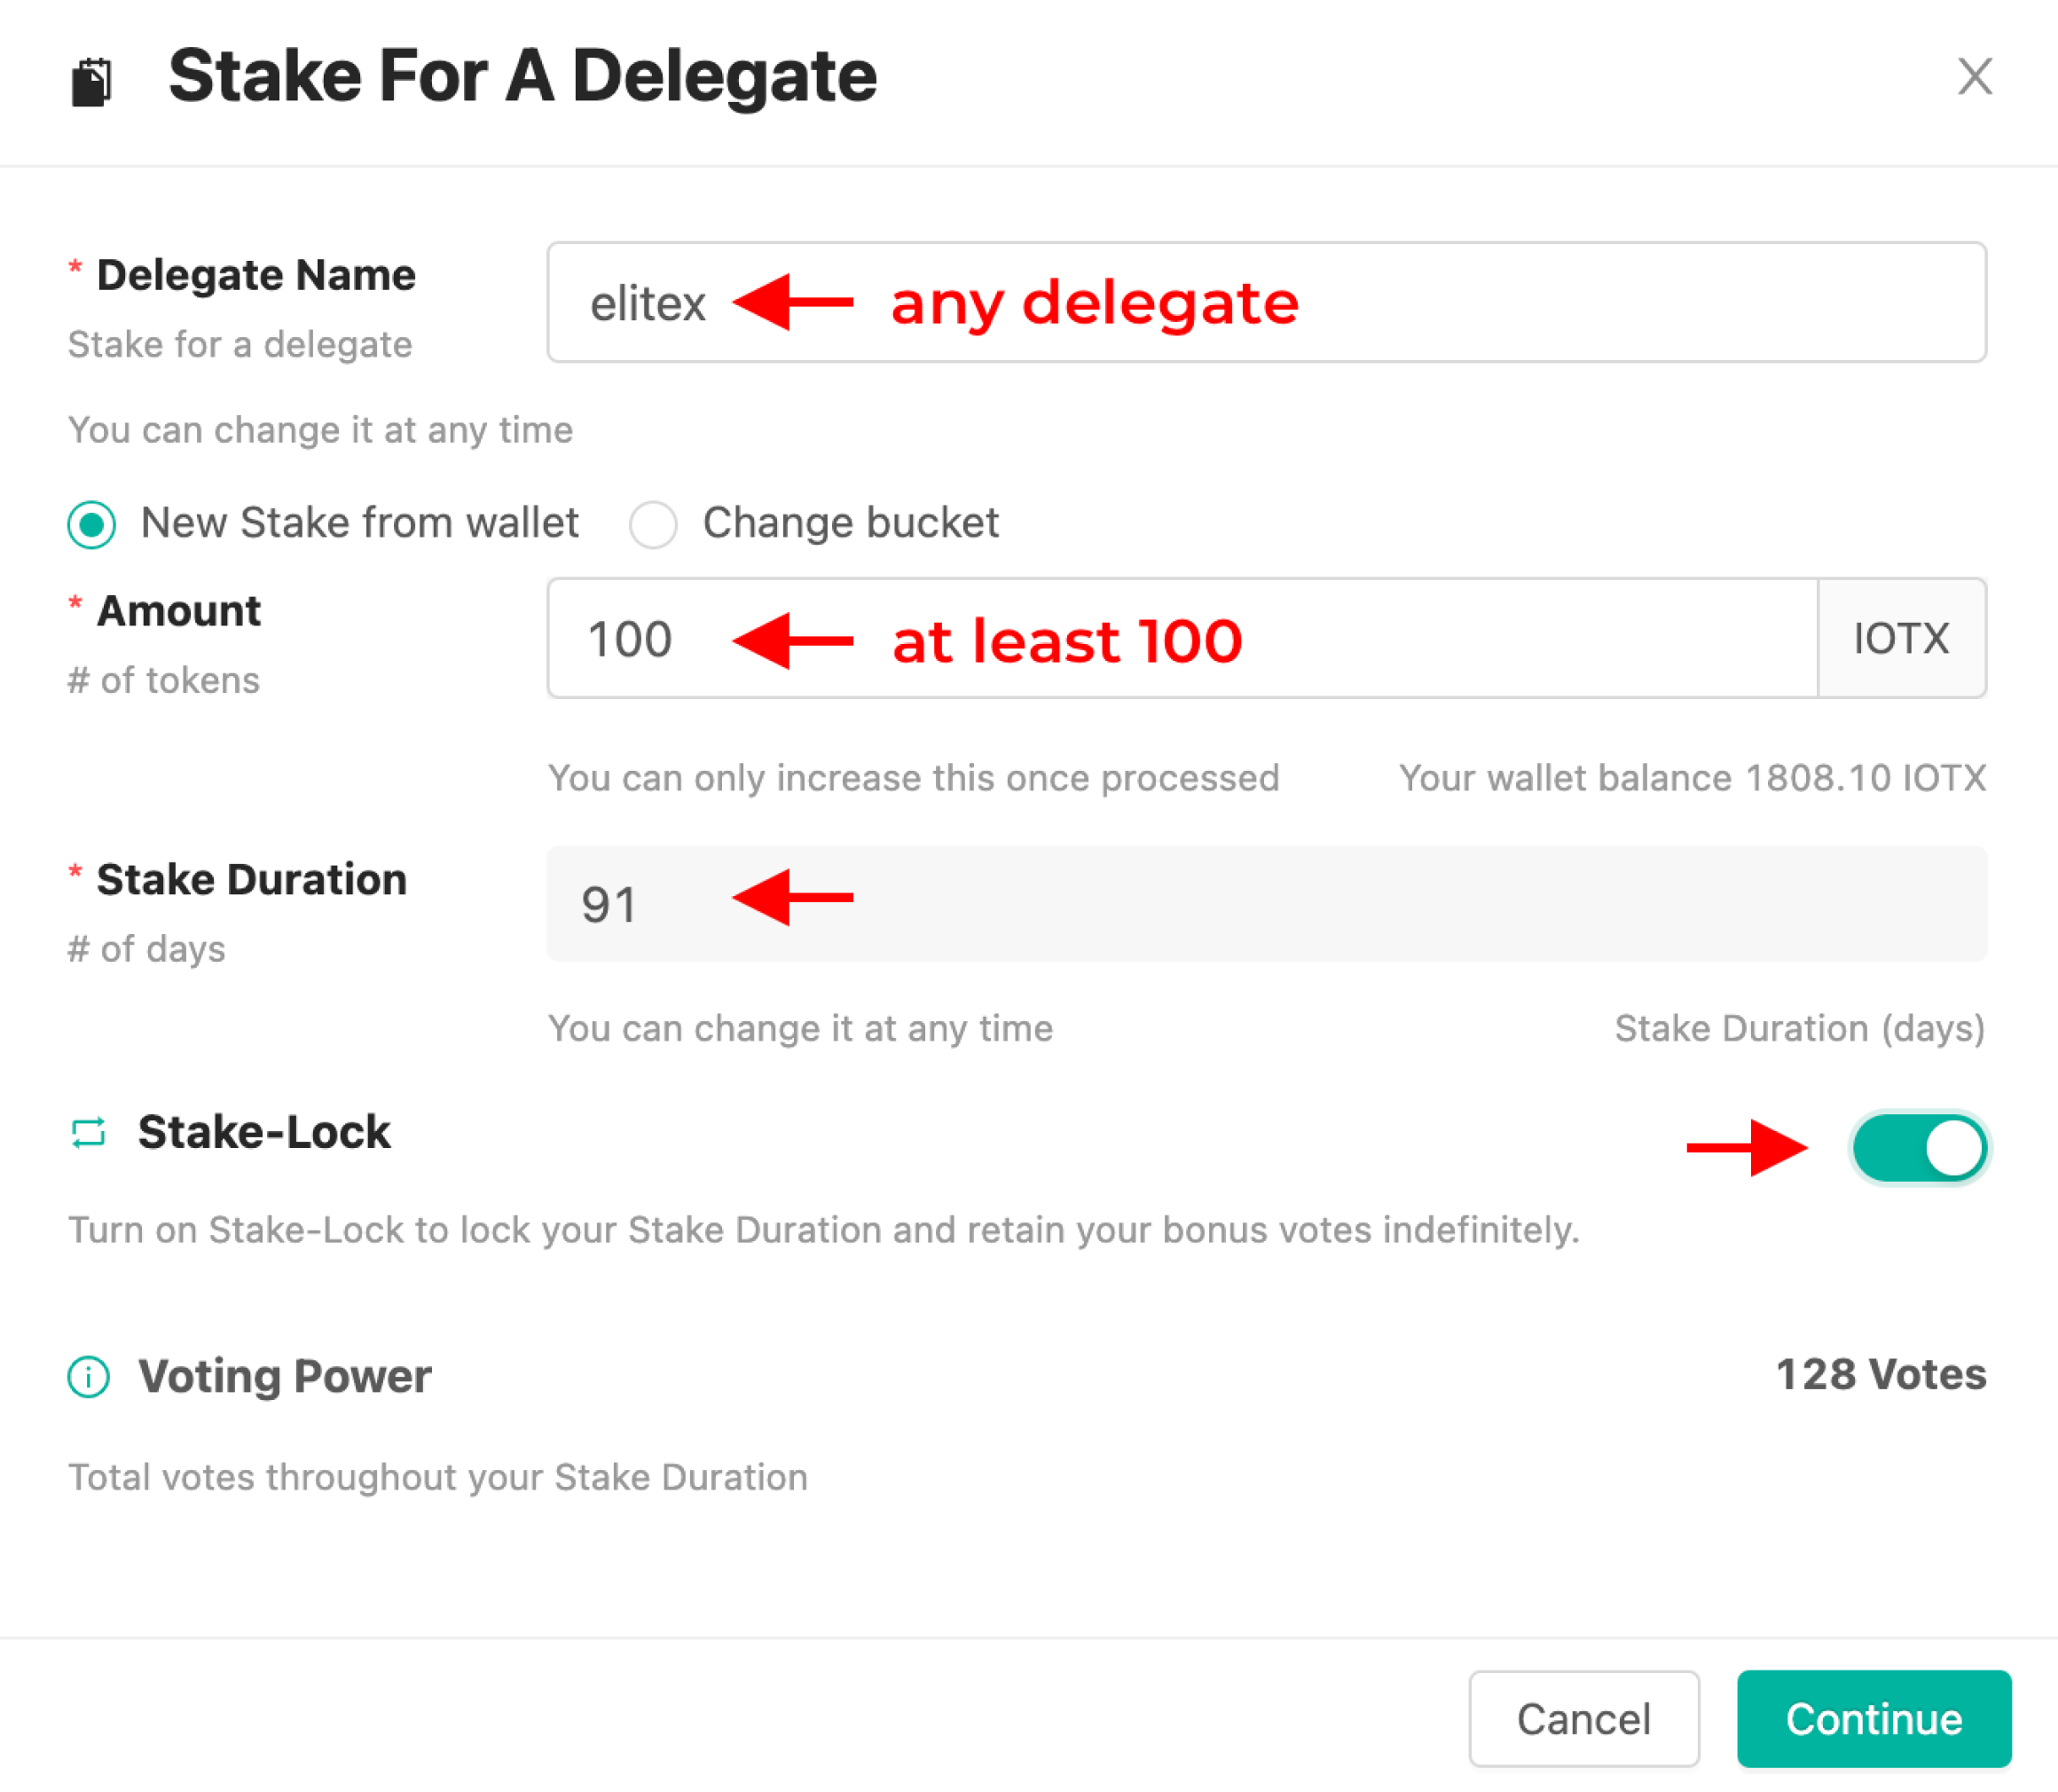 Stake For A Delegate
* Delegate Name
elitex
any delegate
Stake for a delegate
You can change it at any time
New Stake from wallet
Change bucket
* Amount
100
at least 100
IOTX
# of tokens
You can only increase this once processed
Your wallet balance 1808.10 IOTX
* Stake Duration
91
# of days
You can change it at any time
Stake Duration (days)
Stake-Lock
Turn on Stake-Lock to lock your Stake Duration and retain your bonus votes indefinitely.
Voting Power
128 Votes
Total votes throughout your Stake Duration
Cancel
Continue